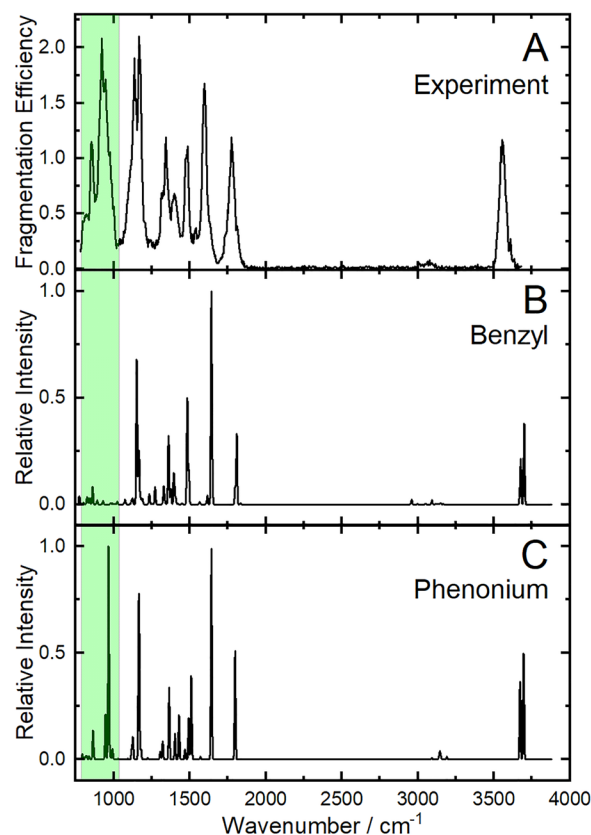 A
Experiment
Fragmentation Efficiency
2.0
1.5
1.0
0.5
0.0
B
Benzyl
Relative Intensity
1.0
0.5
0.0
C
Phenonium
Relative Intensity
1.0
0.5
0.0
1000 1500 2000 2500 3000 3500 4000
Wavenumber / cm⁻¹